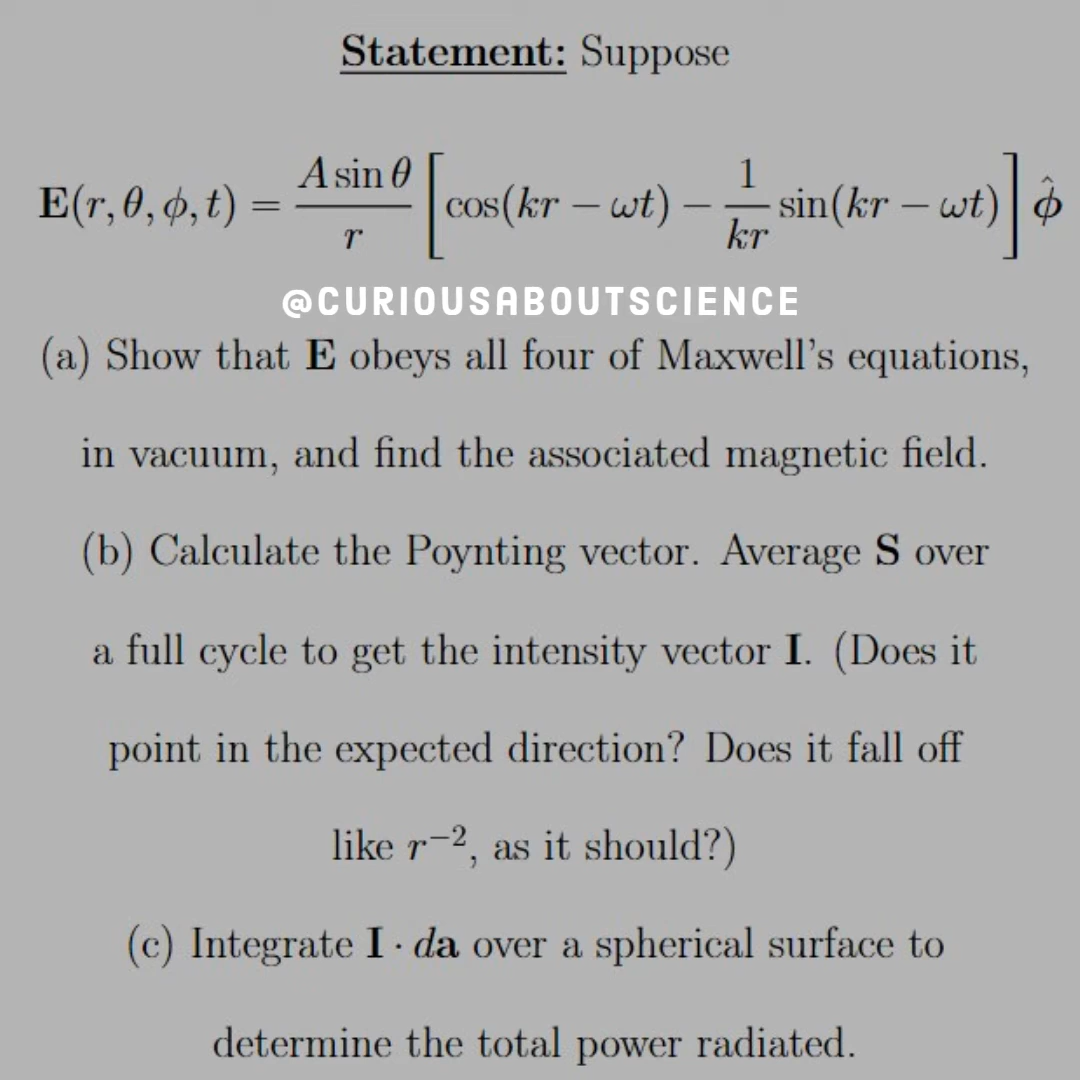 Statement: Suppose
E(r, θ, ϕ, t) = A sin θ / r [cos(kr − ωt) − 1/kr sin(kr − ωt)] ϕ̂
@CURIOUSABOUTSCIENCE
(a) Show that E obeys all four of Maxwell's equations,
in vacuum, and find the associated magnetic field.
(b) Calculate the Poynting vector. Average S over
a full cycle to get the intensity vector I. (Does it
point in the expected direction? Does it fall off
like r⁻², as it should?)
(c) Integrate I · da over a spherical surface to
determine the total power radiated.